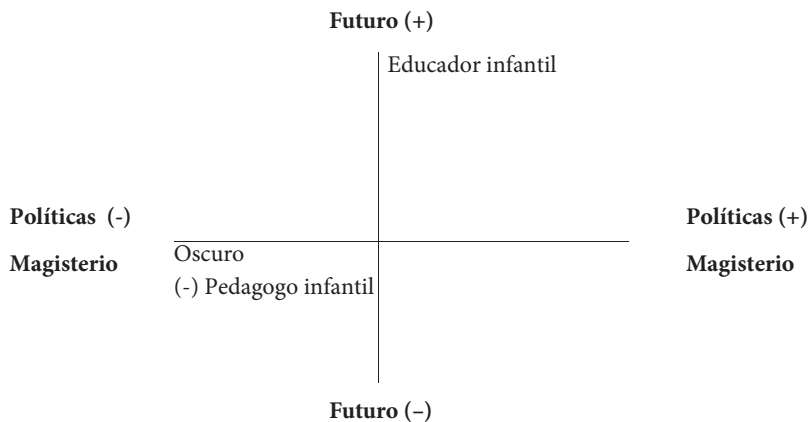 Futuro (+)
Educador infantil
Políticas (-)
Magisterio
Políticas (+)
Magisterio
Oscuro
(-) Pedagogo infantil
Futuro (–)